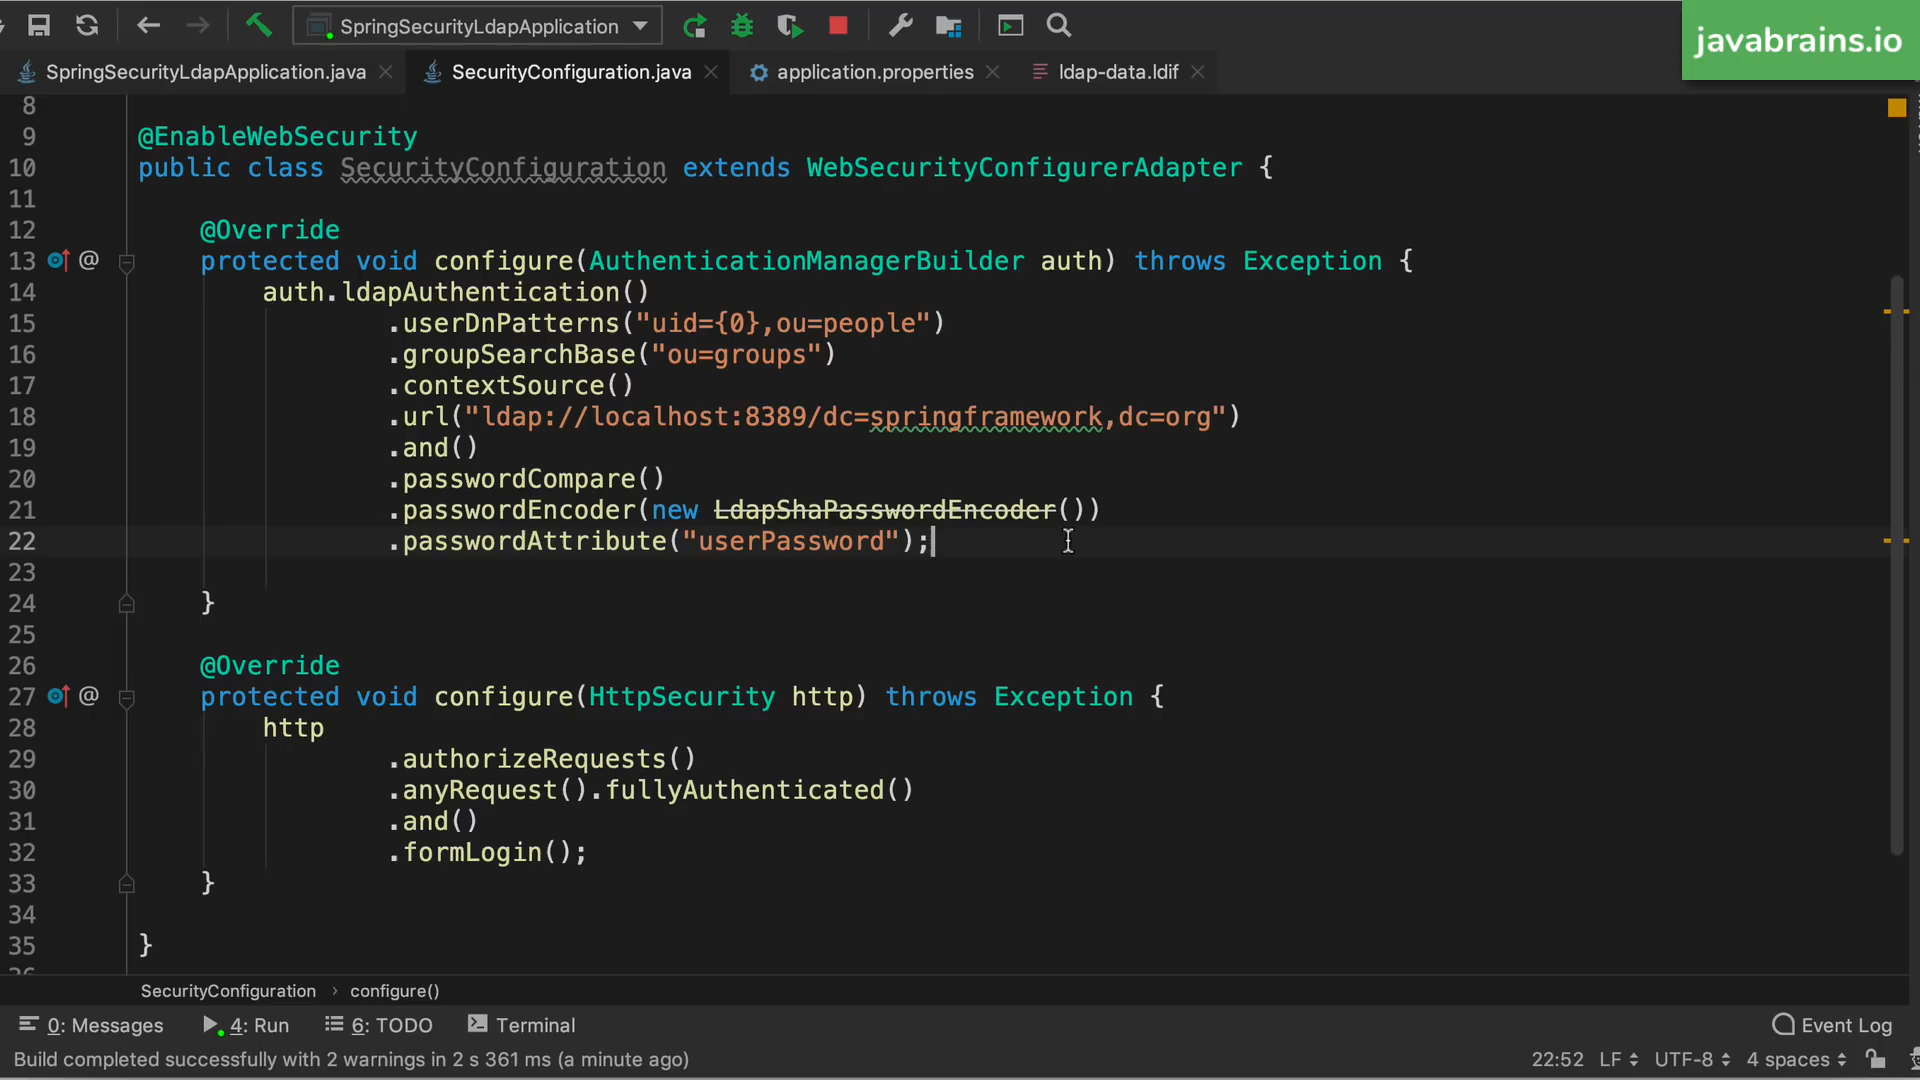 SpringSecurityLdapApplication
javabrains.io
SpringSecurityLdapApplication.java SecurityConfiguration.java application.properties ldap-data.ldif
8
9 @EnableWebSecurity
10 public class SecurityConfiguration extends WebSecurityConfigurerAdapter {
11
12 @Override
13 @ protected void configure(AuthenticationManagerBuilder auth) throws Exception {
14 auth.ldapAuthentication()
15 .userDnPatterns("uid={0},ou=people")
16 .groupSearchBase("ou=groups")
17 .contextSource()
18 .url("ldap://localhost:8389/dc=springframework,dc=org")
19 .and()
20 .passwordCompare()
21 .passwordEncoder(new LdapShaPasswordEncoder())
22 .passwordAttribute("userPassword");
23
24 }
25
26 @Override
27 @ protected void configure(HttpSecurity http) throws Exception {
28 http
29 .authorizeRequests()
30 .anyRequest().fullyAuthenticated()
31 .and()
32 .formLogin();
33 }
34
35 }
SecurityConfiguration › configure()
0: Messages 4: Run 6: TODO Terminal Event Log
Build completed successfully with 2 warnings in 2 s 361 ms (a minute ago) 22:52 LF UTF-8 4 spaces